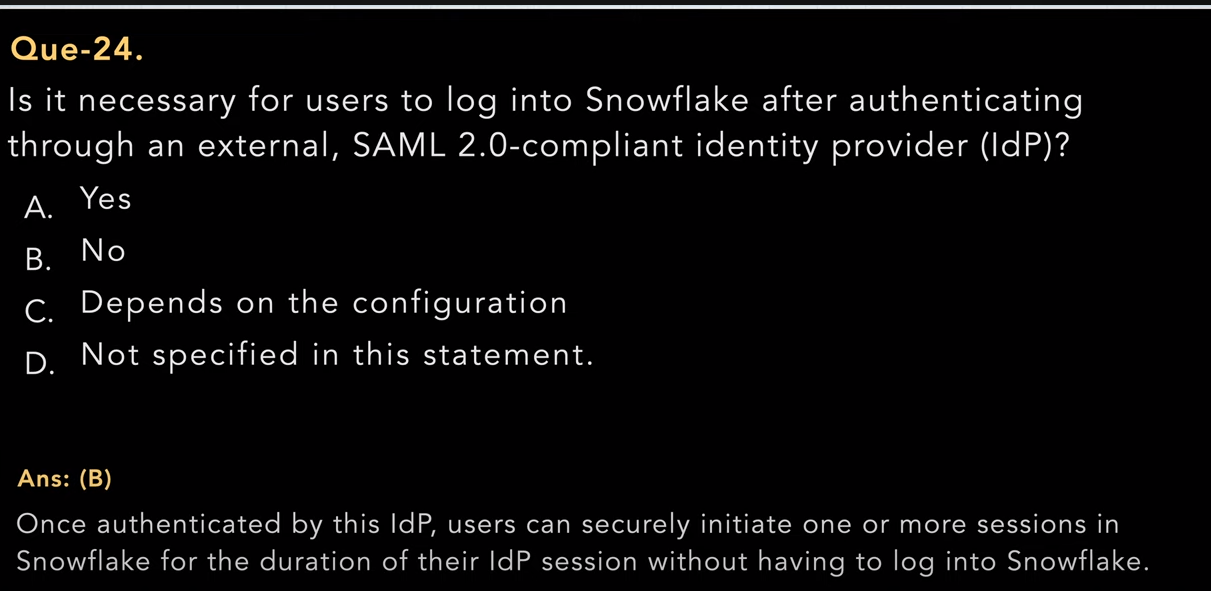 Que-24.
Is it necessary for users to log into Snowflake after authenticating
through an external, SAML 2.0-compliant identity provider (IdP)?
A. Yes
B. No
C. Depends on the configuration
D. Not specified in this statement.
Ans: (B)
Once authenticated by this IdP, users can securely initiate one or more sessions in
Snowflake for the duration of their IdP session without having to log into Snowflake.